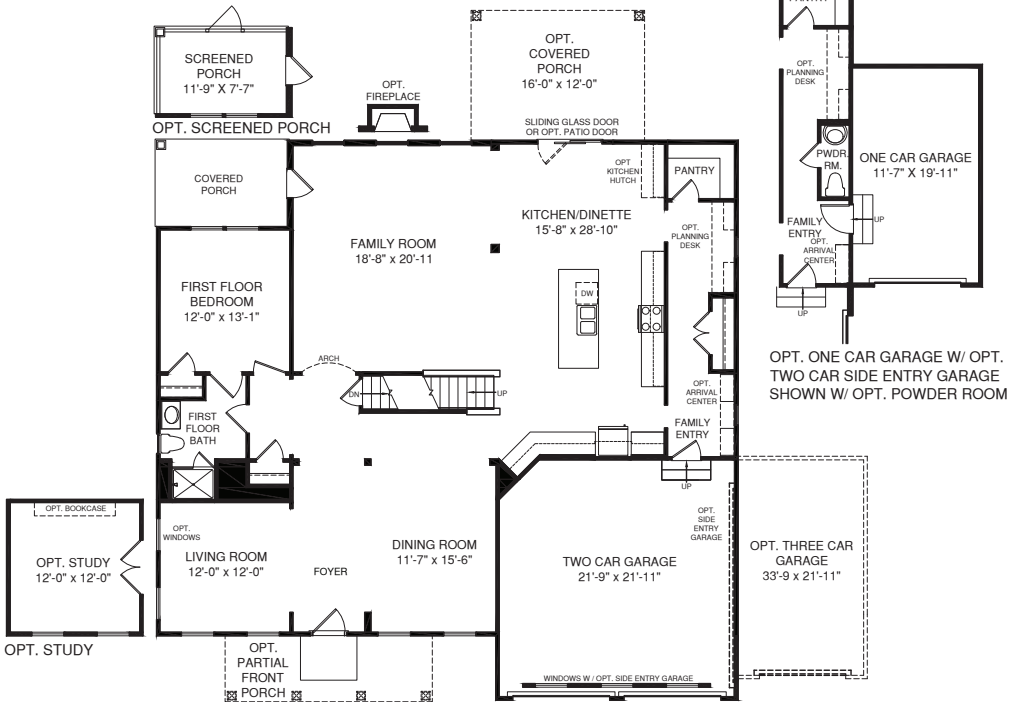 PANTRY
SCREENED
PORCH
11'-9" X 7'-7"
OPT. SCREENED PORCH
OPT.
FIREPLACE
OPT.
COVERED
PORCH
16'-0" x 12'-0"
SLIDING GLASS DOOR
OR OPT. PATIO DOOR
OPT.
PLANNING
DESK
PWDR.
RM.
ONE CAR GARAGE
11'-7" X 19'-11"
UP
FAMILY
ENTRY
OPT.
ARRIVAL
CENTER
UP
OPT. ONE CAR GARAGE W/ OPT.
TWO CAR SIDE ENTRY GARAGE
SHOWN W/ OPT. POWDER ROOM
COVERED
PORCH
FAMILY ROOM
18'-8" x 20'-11
OPT
KITCHEN
HUTCH
PANTRY
KITCHEN/DINETTE
15'-8" x 28'-10"
OPT.
PLANNING
DESK
FIRST FLOOR
BEDROOM
12'-0" x 13'-1"
DW
ARCH
DN
UP
OPT.
ARRIVAL
CENTER
FAMILY
ENTRY
UP
FIRST
FLOOR
BATH
OPT. BOOKCASE
OPT. STUDY
12'-0" x 12'-0"
OPT. STUDY
OPT.
WINDOWS
LIVING ROOM
12'-0" x 12'-0"
FOYER
DINING ROOM
11'-7" x 15'-6"
OPT.
SIDE
ENTRY
GARAGE
TWO CAR GARAGE
21'-9" x 21'-11"
OPT. THREE CAR
GARAGE
33'-9 x 21'-11"
OPT.
PARTIAL
FRONT
PORCH
WINDOWS W / OPT. SIDE ENTRY GARAGE